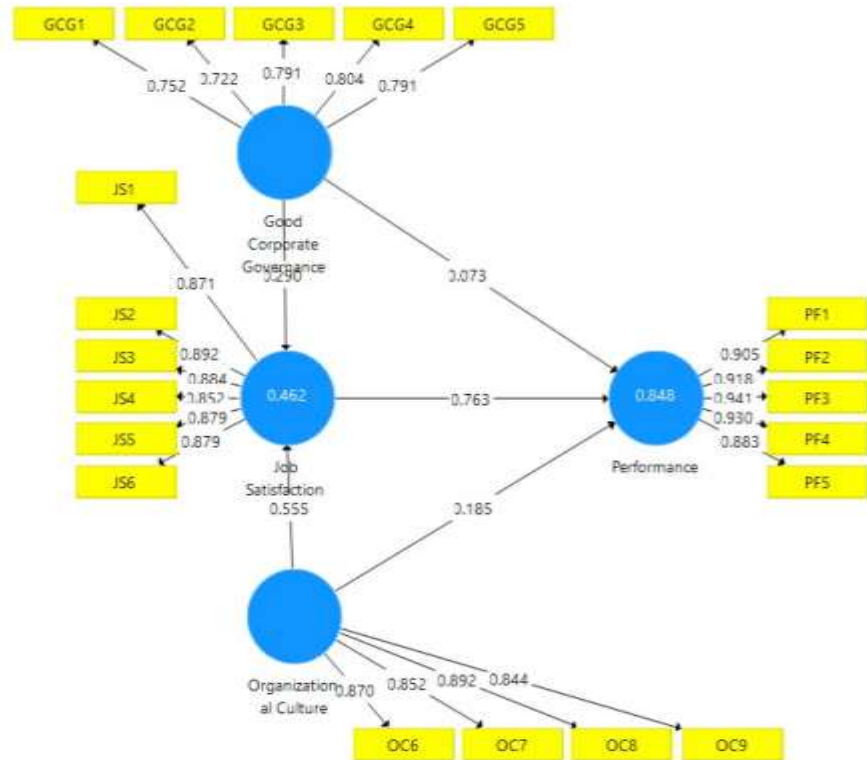 GCG1 GCG2 GCG3 GCG4 GCG5
0.752 0.722 0.791 0.804 0.791
JS1
Good
Corporate
Governance
0.871
0.290
0.073
JS2
JS3
JS4
JS5
JS6
0.892
0.884
0.852
0.879
0.879
0.462
0.763
0.848
PF1
PF2
PF3
PF4
PF5
0.905
0.918
0.941
0.930
0.883
Job
Satisfaction
Performance
0.555
0.185
Organization
al Culture
0.870 0.852 0.892 0.844
OC6 OC7 OC8 OC9